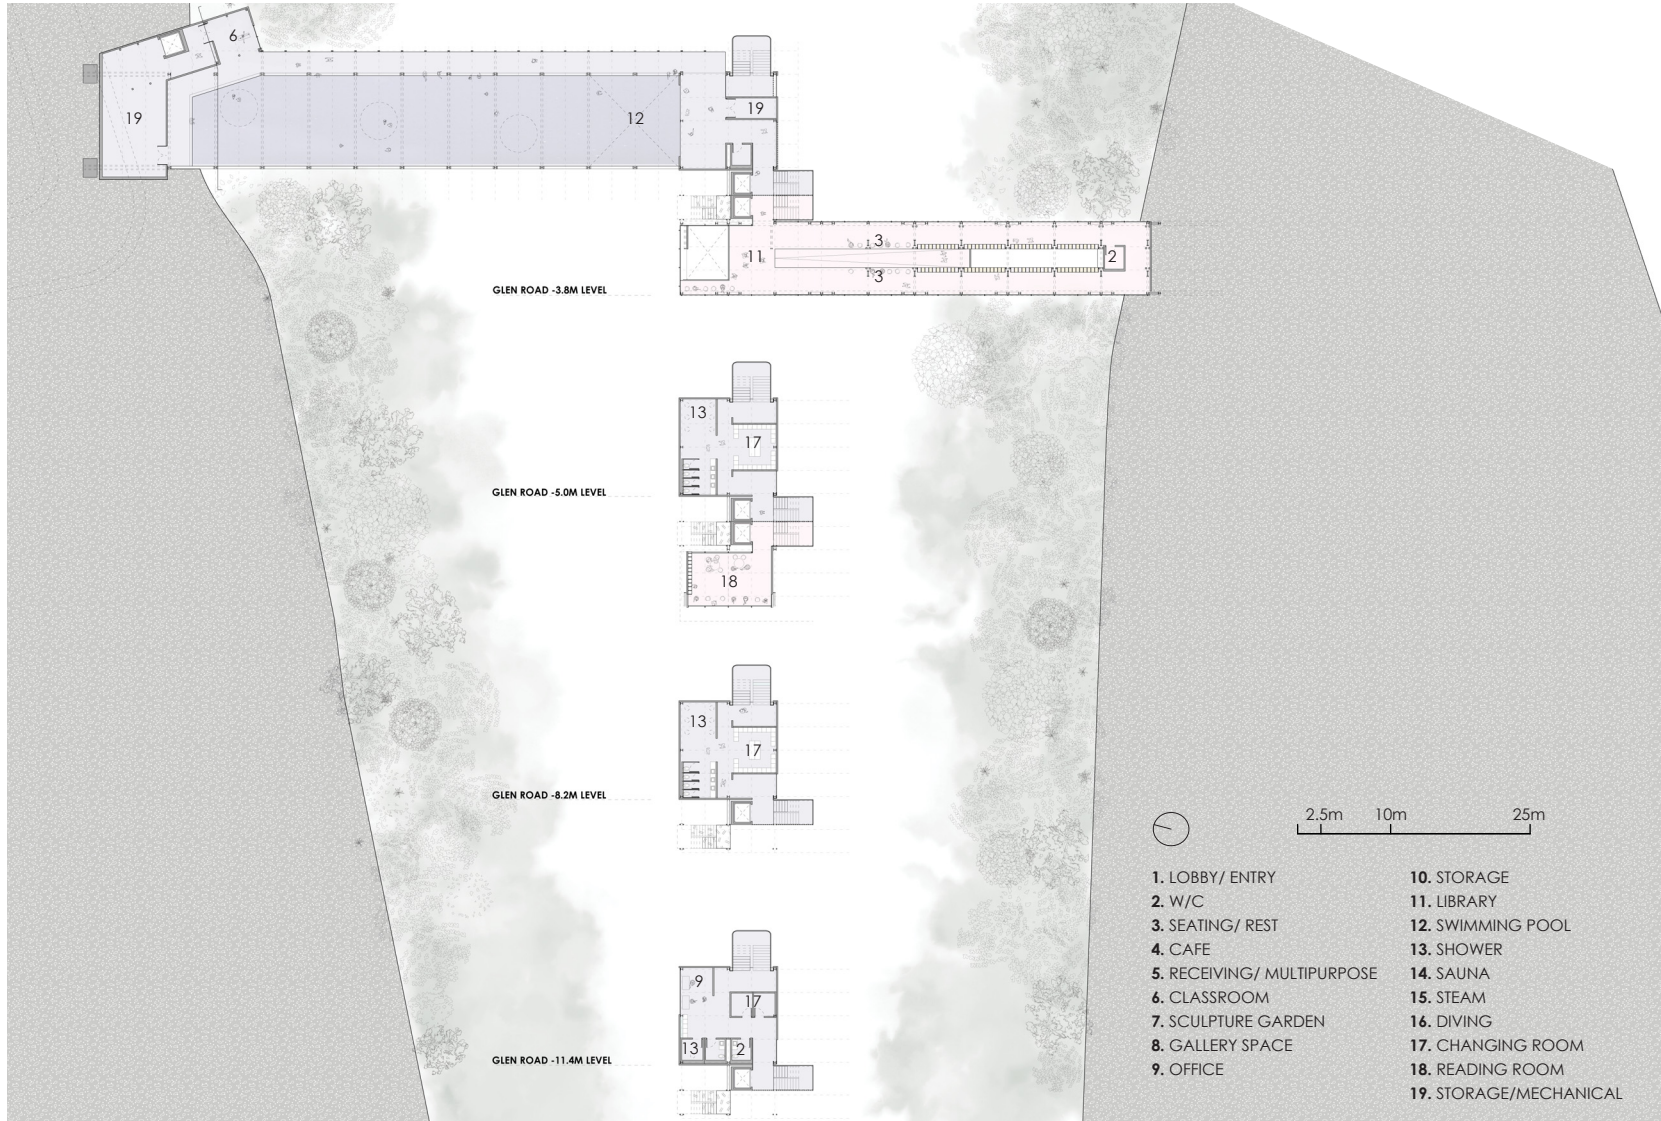 6
19
12
19
3
11
2
3
GLEN ROAD -3.8M LEVEL
13
17
GLEN ROAD -5.0M LEVEL
18
13
17
GLEN ROAD -8.2M LEVEL
9
17
13
2
GLEN ROAD -11.4M LEVEL
2.5m 10m 25m
1. LOBBY/ ENTRY
2. W/C
3. SEATING/ REST
4. CAFE
5. RECEIVING/ MULTIPURPOSE
6. CLASSROOM
7. SCULPTURE GARDEN
8. GALLERY SPACE
9. OFFICE
10. STORAGE
11. LIBRARY
12. SWIMMING POOL
13. SHOWER
14. SAUNA
15. STEAM
16. DIVING
17. CHANGING ROOM
18. READING ROOM
19. STORAGE/MECHANICAL